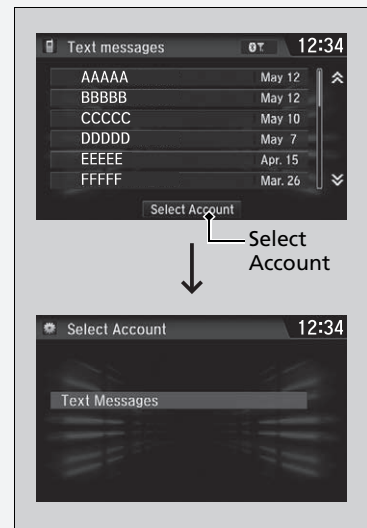 Text messages 12:34
AAAAA May 12
BBBBB May 12
CCCCC May 10
DDDDD May 7
EEEEE Apr. 15
FFFFF Mar. 26
Select Account
Select
Account
Select Account 12:34
Text Messages